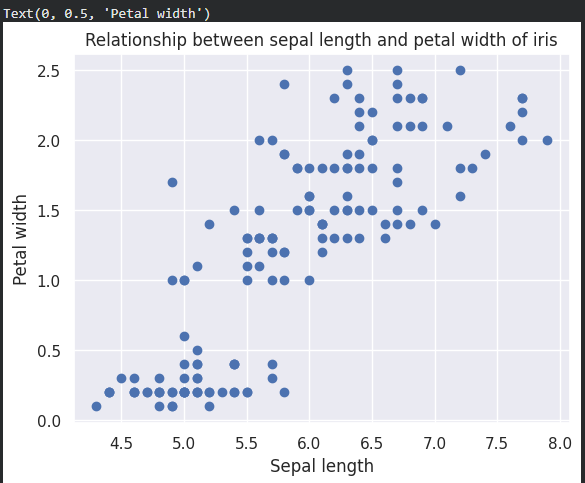 Text(0, 0.5, 'Petal width')
Relationship between sepal length and petal width of iris
2.5
2.0
1.5
1.0
0.5
0.0
Petal width
4.5 5.0 5.5 6.0 6.5 7.0 7.5 8.0
Sepal length